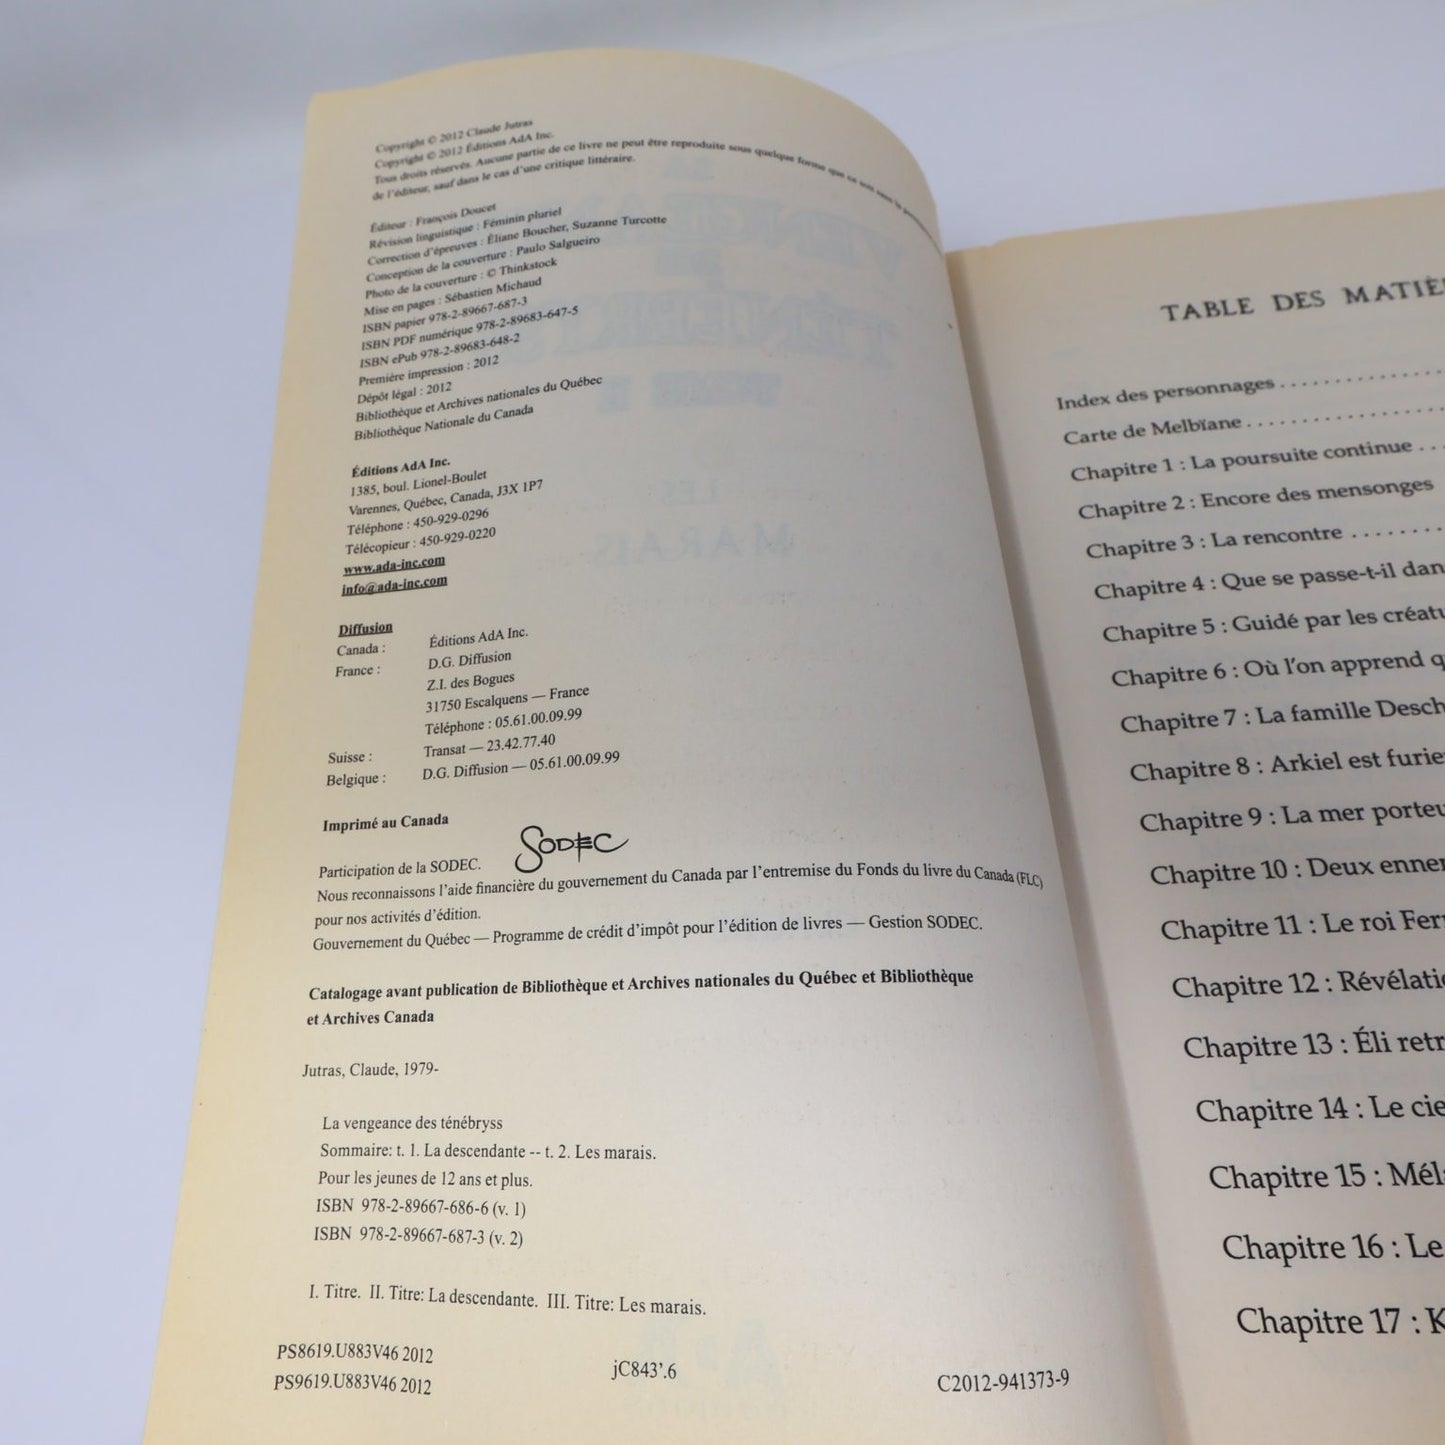 Copyright © 2012 Claude Jutras
Copyright © 2012 Éditions AdA Inc.
Tous droits réservés. Aucune partie de ce livre ne peut être reproduite sous quelque forme que ce soit sans la
de l'éditeur, sauf dans le cas d'une critique littéraire.
Éditeur : François Doucet
Révision linguistique : Féminin pluriel
Correction d'épreuves : Éliane Boucher, Suzanne Turcotte
Conception de la couverture : Paulo Salgueiro
Photo de la couverture : © Thinkstock
Mise en pages : Sébastien Michaud
ISBN papier 978-2-89667-687-3
ISBN PDF numérique 978-2-89683-647-5
ISBN ePub 978-2-89683-648-2
Première impression : 2012
Dépôt légal : 2012
Bibliothèque et Archives nationales du Québec
Bibliothèque Nationale du Canada
Éditions AdA Inc.
1385, boul. Lionel-Boulet
Varennes, Québec, Canada, J3X 1P7
Téléphone : 450-929-0296
Télécopieur : 450-929-0220
www.ada-inc.com
info@ada-inc.com
Diffusion
Canada : Éditions AdA Inc.
France : D.G. Diffusion
Z.I. des Bogues
31750 Escalquens — France
Téléphone : 05.61.00.09.99
Suisse : Transat — 23.42.77.40
Belgique : D.G. Diffusion — 05.61.00.09.99
Imprimé au Canada
Participation de la SODEC. SODEC
Nous reconnaissons l'aide financière du gouvernement du Canada par l'entremise du Fonds du livre du Canada (FLC)
pour nos activités d'édition.
Gouvernement du Québec — Programme de crédit d'impôt pour l'édition de livres — Gestion SODEC.
Catalogage avant publication de Bibliothèque et Archives nationales du Québec et Bibliothèque
et Archives Canada
Jutras, Claude, 1979-
La vengeance des ténébryss
Sommaire: t. 1. La descendante -- t. 2. Les marais.
Pour les jeunes de 12 ans et plus.
ISBN 978-2-89667-686-6 (v. 1)
ISBN 978-2-89667-687-3 (v. 2)
I. Titre. II. Titre: La descendante. III. Titre: Les marais.
PS8619.U883V46 2012
PS9619.U883V46 2012
jC843'.6
C2012-941373-9
TABLE DES MATIÈ
Index des personnages . . . . . . . . . . . . . . .
Carte de Melbïane . . . . . . . . . . . . . . . . . .
Chapitre 1 : La poursuite continue . . .
Chapitre 2 : Encore des mensonges
Chapitre 3 : La rencontre . . . . . . . .
Chapitre 4 : Que se passe-t-il dan
Chapitre 5 : Guidé par les créatu
Chapitre 6 : Où l'on apprend q
Chapitre 7 : La famille Desch
Chapitre 8 : Arkiel est furie
Chapitre 9 : La mer porteu
Chapitre 10 : Deux enne
Chapitre 11 : Le roi Fer
Chapitre 12 : Révélati
Chapitre 13 : Éli retr
Chapitre 14 : Le cie
Chapitre 15 : Mél
Chapitre 16 : Le
Chapitre 17 : K